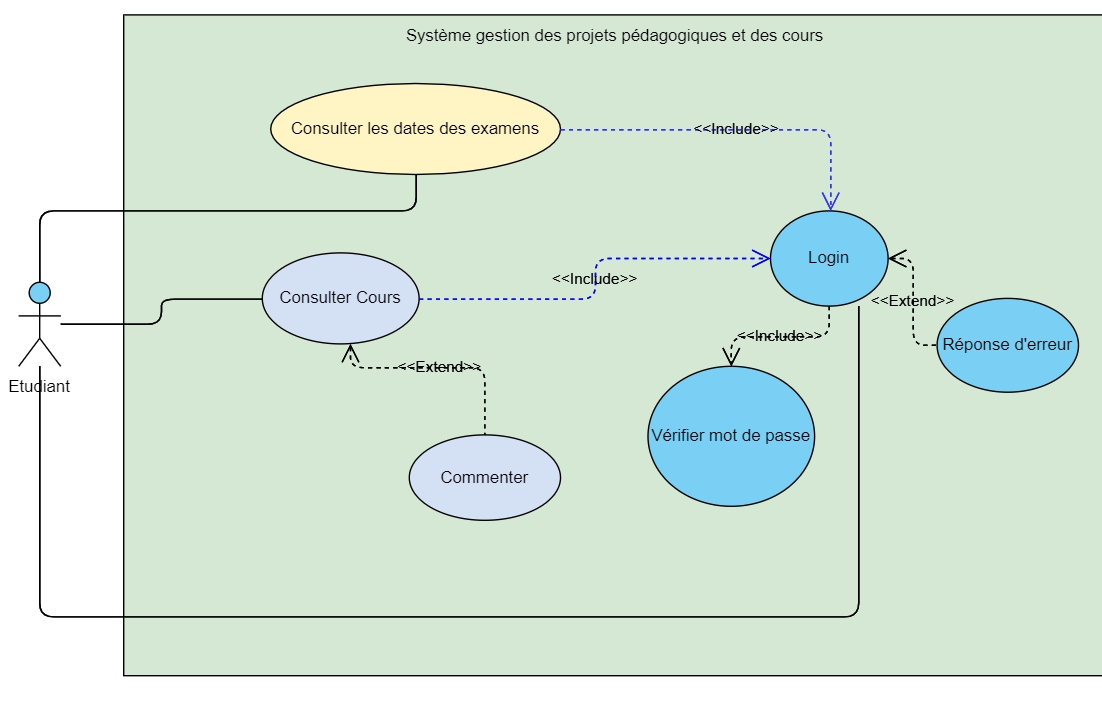 Système gestion des projets pédagogiques et des cours
Consulter les dates des examens
<<Include>>
Login
<<Include>>
Consulter Cours
<<Extend>>
<<Include>>
Réponse d'erreur
<<Extend>>
Etudiant
Vérifier mot de passe
Commenter